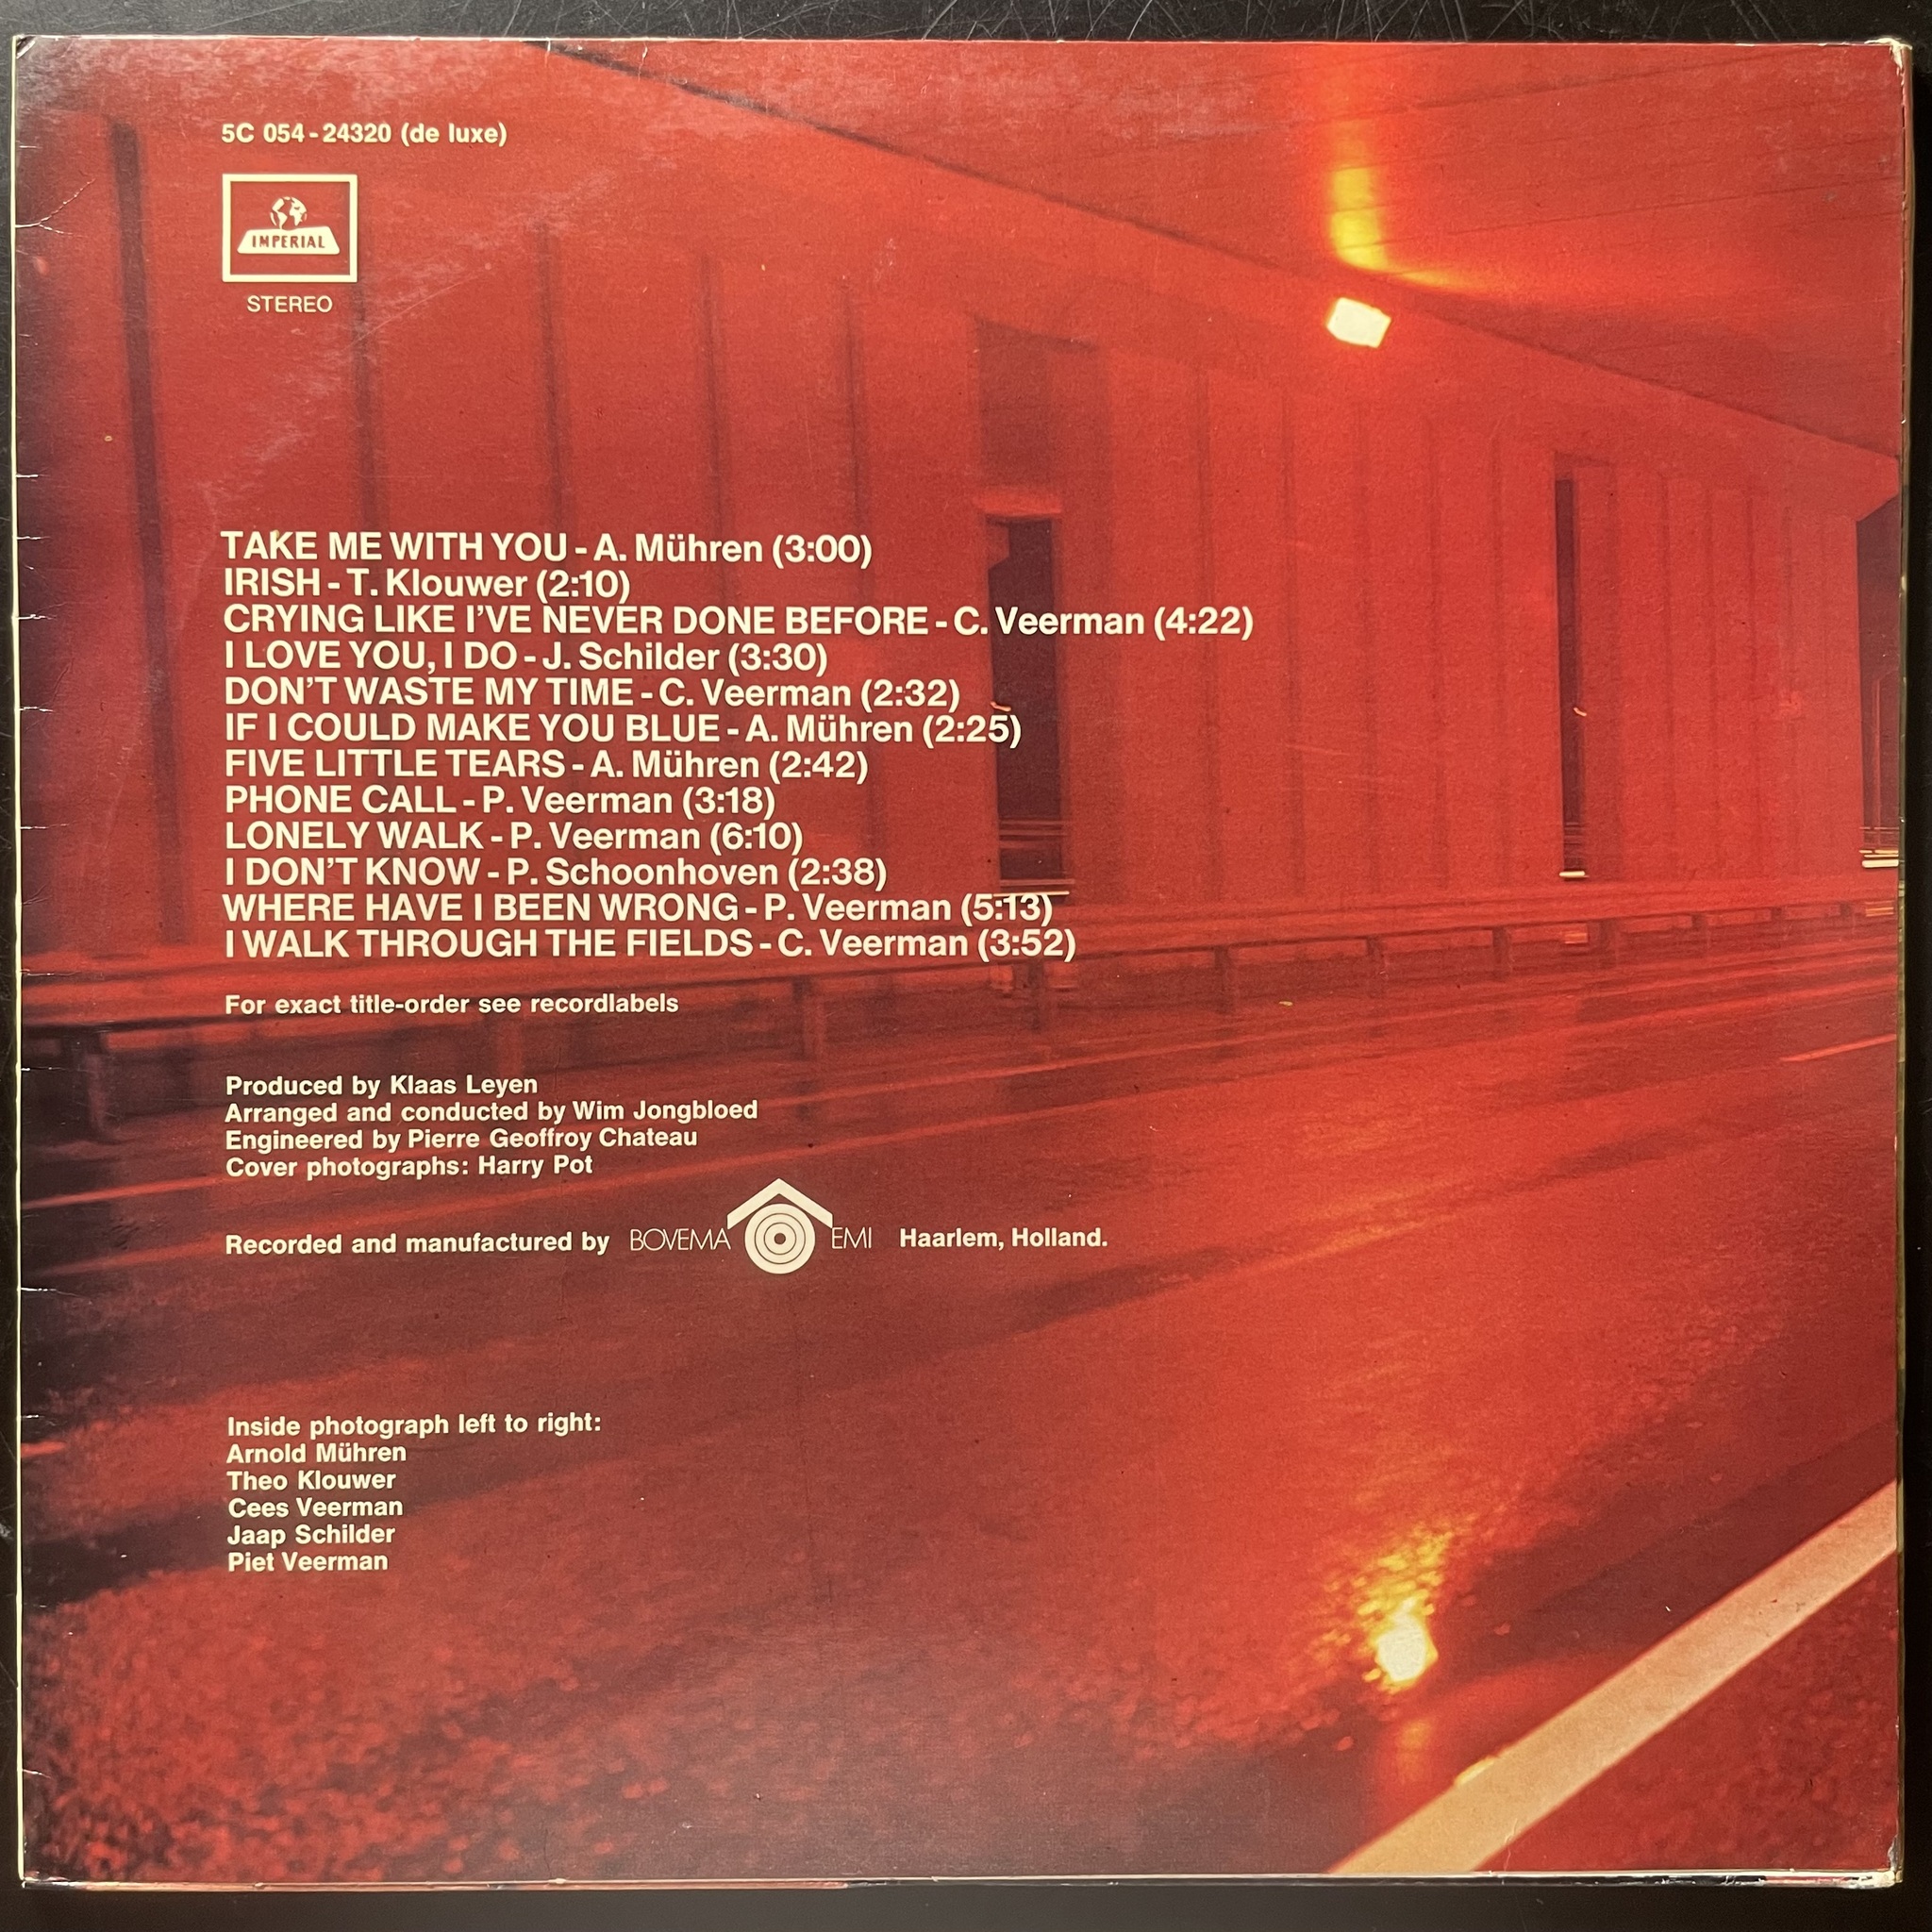 5C 054-24320 (de luxe)
IMPERIAL
STEREO
TAKE ME WITH YOU - A. Mühren (3:00)
IRISH - T. Klouwer (2:10)
CRYING LIKE I'VE NEVER DONE BEFORE - C. Veerman (4:22)
I LOVE YOU, I DO - J. Schilder (3:30)
DON'T WASTE MY TIME - C. Veerman (2:32)
IF I COULD MAKE YOU BLUE - A. Mühren (2:25)
FIVE LITTLE TEARS - A. Mühren (2:42)
PHONE CALL - P. Veerman (3:18)
LONELY WALK - P. Veerman (6:10)
I DON'T KNOW - P. Schoonhoven (2:38)
WHERE HAVE I BEEN WRONG - P. Veerman (5:13)
I WALK THROUGH THE FIELDS - C. Veerman (3:52)
For exact title-order see recordlabels
Produced by Klaas Leyen
Arranged and conducted by Wim Jongbloed
Engineered by Pierre Geoffroy Chateau
Cover photographs: Harry Pot
Recorded and manufactured by BOVEMA EMI Haarlem, Holland.
Inside photograph left to right:
Arnold Mühren
Theo Klouwer
Cees Veerman
Jaap Schilder
Piet Veerman